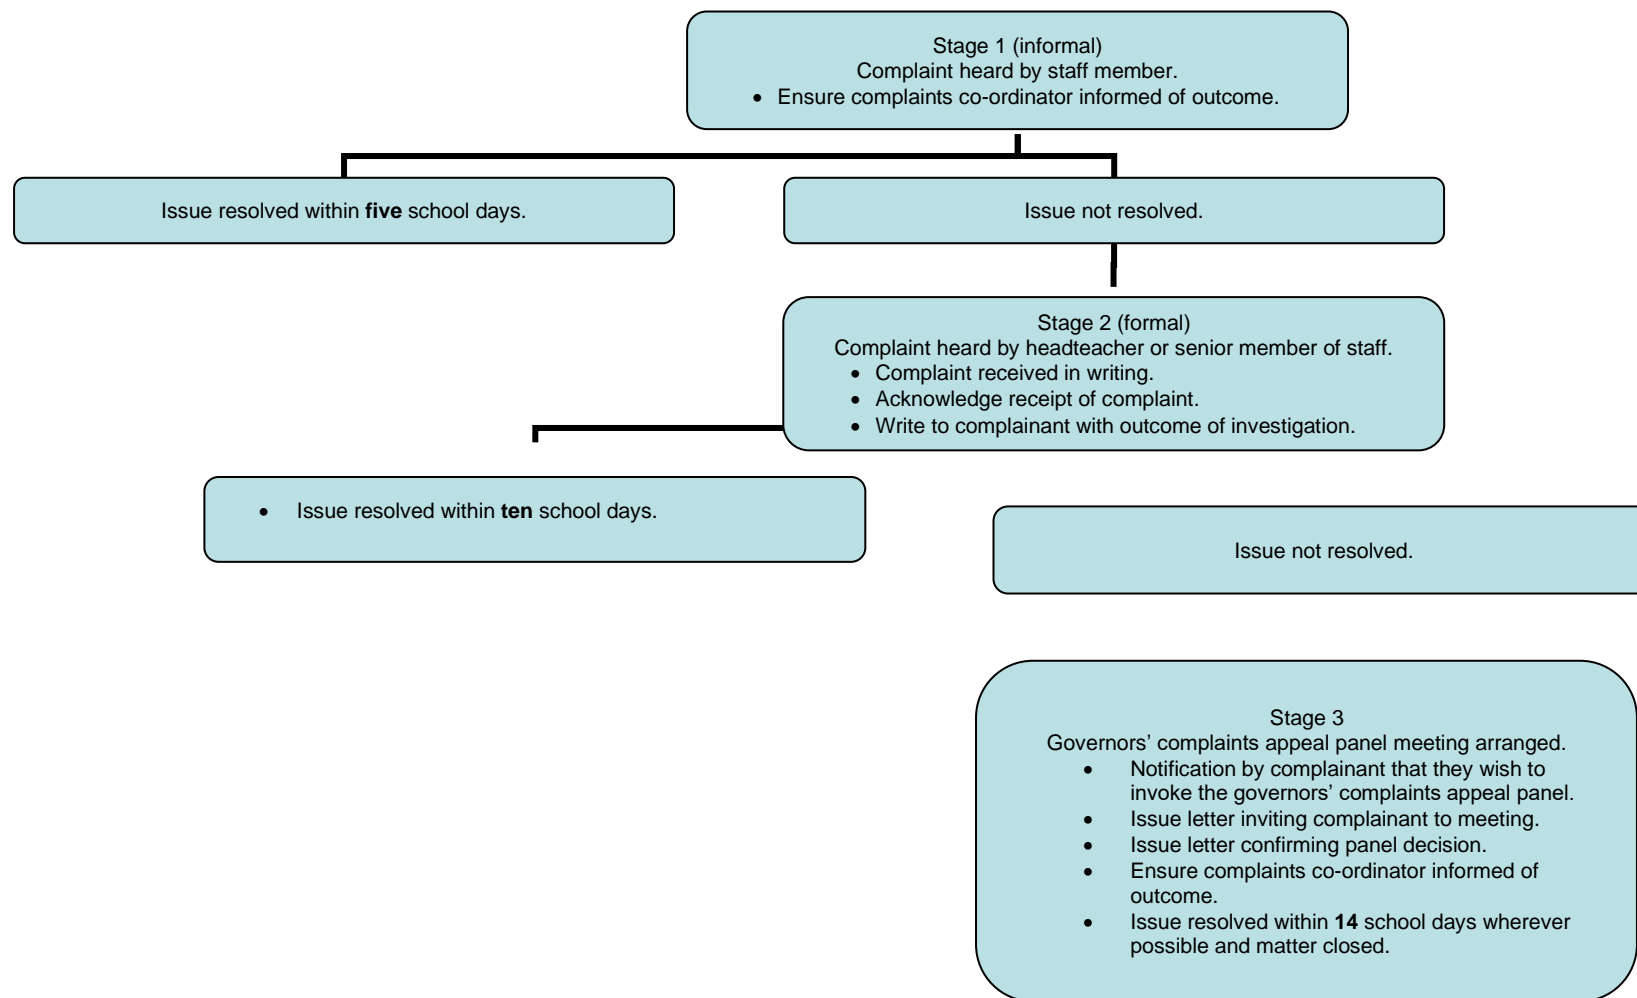 Stage 1 (informal)
Complaint heard by staff member.
• Ensure complaints co-ordinator informed of outcome.
Issue resolved within five school days.
Issue not resolved.
Stage 2 (formal)
Complaint heard by headteacher or senior member of staff.
• Complaint received in writing.
• Acknowledge receipt of complaint.
• Write to complainant with outcome of investigation.
• Issue resolved within ten school days.
Issue not resolved.
Stage 3
Governors’ complaints appeal panel meeting arranged.
• Notification by complainant that they wish to
invoke the governors’ complaints appeal panel.
• Issue letter inviting complainant to meeting.
• Issue letter confirming panel decision.
• Ensure complaints co-ordinator informed of
outcome.
• Issue resolved within 14 school days wherever
possible and matter closed.